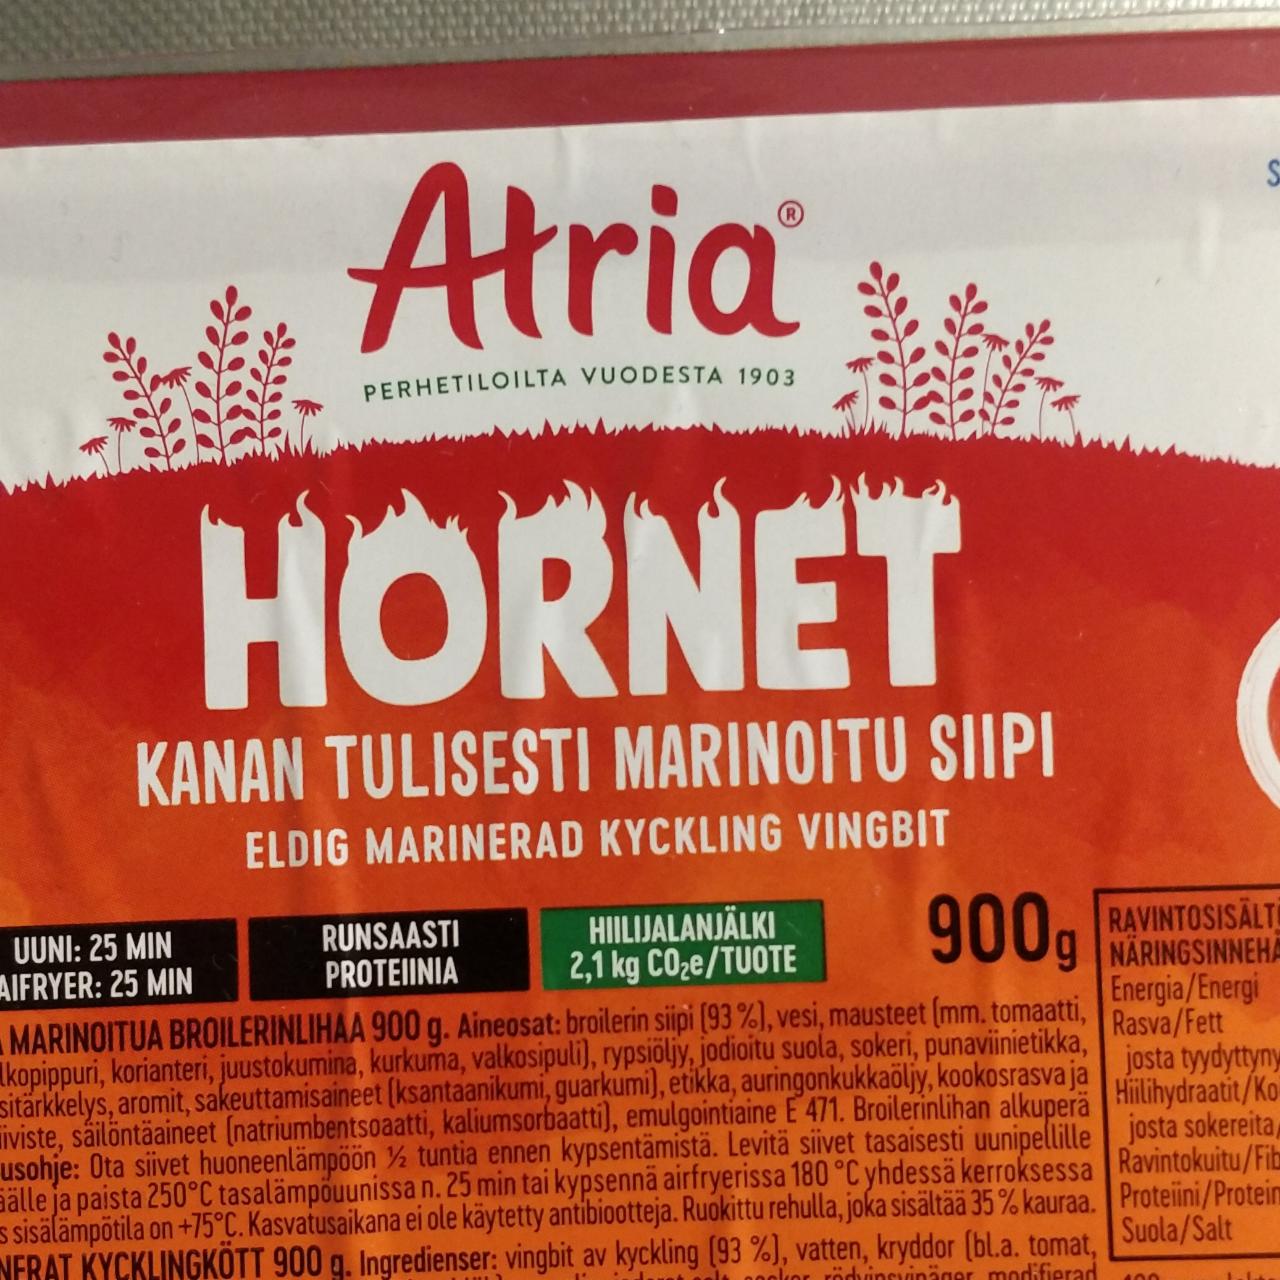 Atria®
PERHETILOILTA VUODESTA 1903
HORNET
KANAN TULISESTI MARINOITU SIIPI
ELDIG MARINERAD KYCKLING VINGBIT
UUNI: 25 MIN
AIFRYER: 25 MIN
RUNSAASTI
PROTEIINIA
HIILIJALANJÄLKI
2,1 kg CO₂e/TUOTE
900g
MARINOITUA BROILERINLIHAA 900 g. Aineosat: broilerin siipi (93 %), vesi, mausteet (mm. tomaatti,
lkopippuri, korianteri, juustokumina, kurkuma, valkosipuli), rypsiöljy, jodioitu suola, sokeri, punaviinietikka,
sitärkkelys, aromit, sakeuttamisaineet (ksantaanikumi, guarkumi), etikka, auringonkukkaöljy, kookosrasva ja
iiviste, säilöntäaineet (natriumbentsoaatti, kaliumsorbaatti), emulgointiaine E 471. Broilerinlihan alkuperä
usohje: Ota siivet huoneenlämpöön ½ tuntia ennen kypsentämistä. Levitä siivet tasaisesti uunipellille
äälle ja paista 250°C tasalämpöuunissa n. 25 min tai kypsennä airfryerissa 180 °C yhdessä kerroksessa
s sisälämpötila on +75°C. Kasvatusaikana ei ole käytetty antibiootteja. Ruokittu rehulla, joka sisältää 35 % kauraa.
NERAT KYCKLINGKÖTT 900 g. Ingredienser: vingbit av kyckling (93 %), vatten, kryddor (bl.a. tomat,
rödvinsvinäger, modifierad
RAVINTOSISÄLT
NÄRINGSINNEHÅ
Energia/Energi
Rasva/Fett
josta tyydyttyny
Hiilihydraatit/Ko
josta sokereita/
Ravintokuitu/Fib
Proteiini/Protein
Suola/Salt